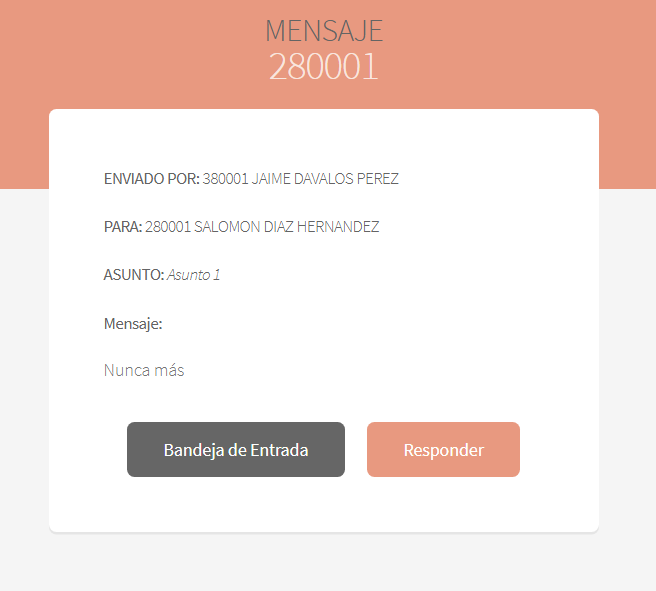 MENSAJE
280001
ENVIADO POR: 380001 JAIME DAVALOS PEREZ
PARA: 280001 SALOMON DIAZ HERNANDEZ
ASUNTO: Asunto 1
Mensaje:
Nunca más
Bandeja de Entrada
Responder